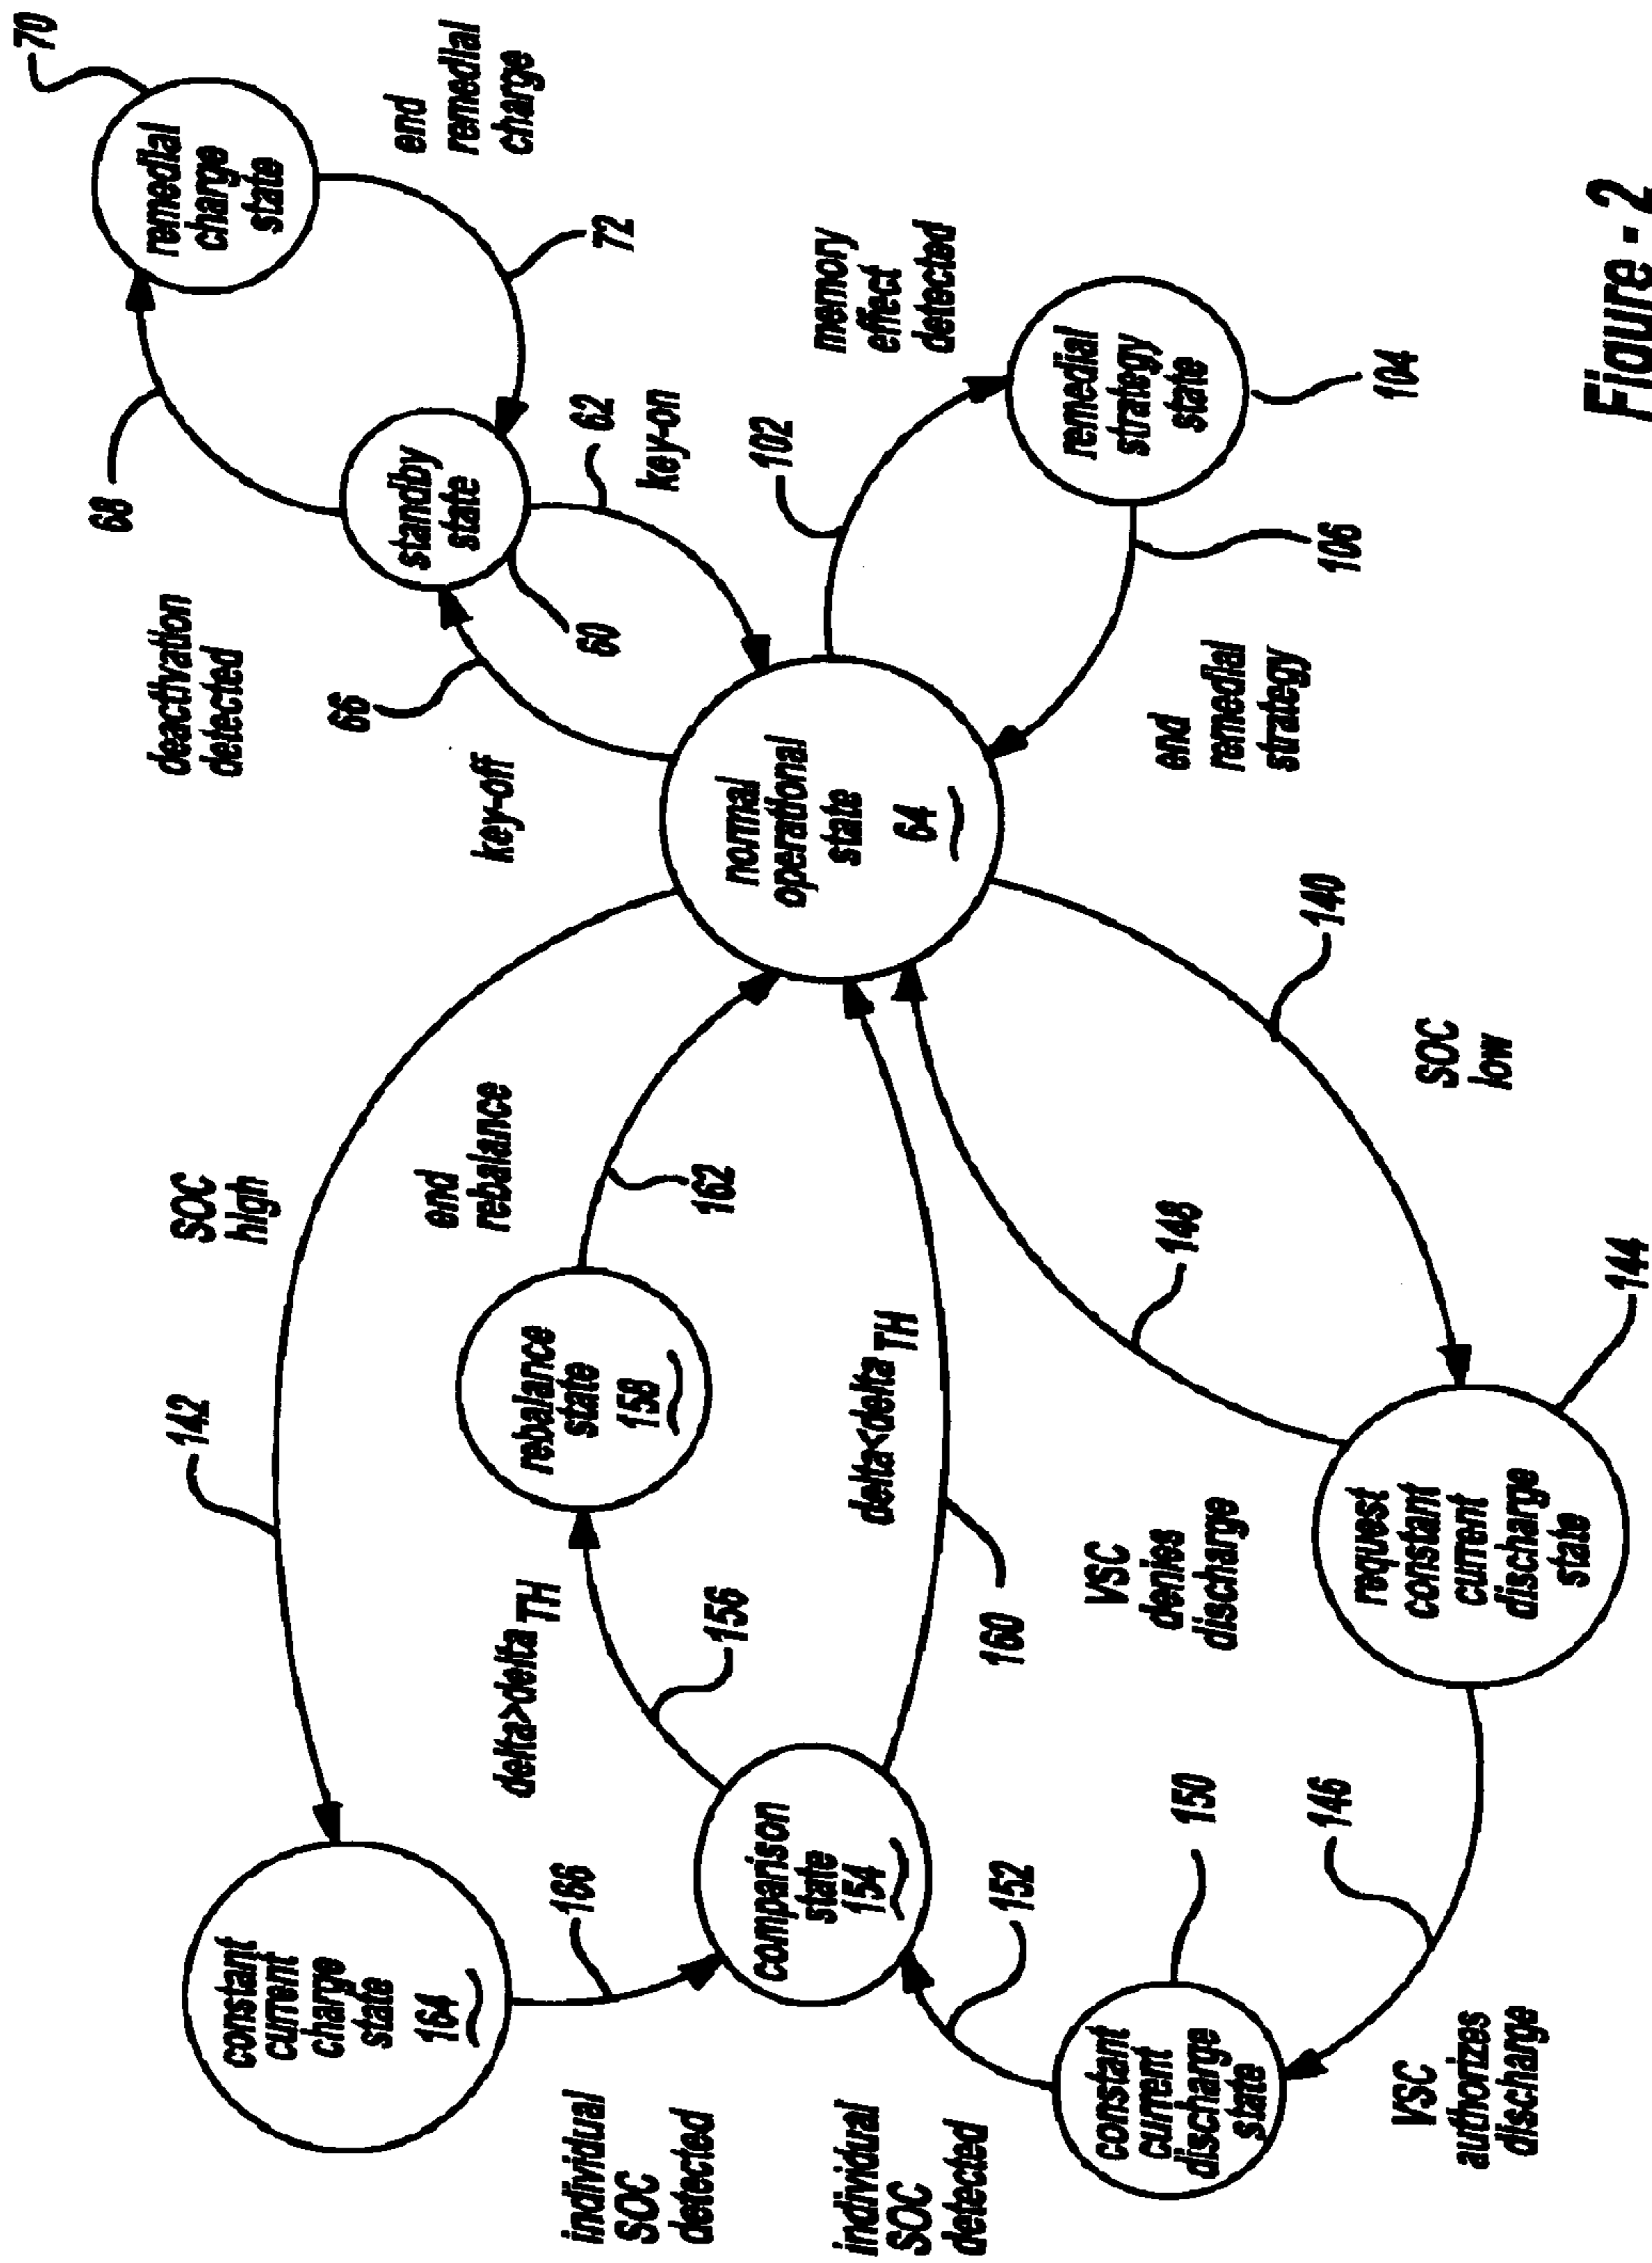 70
remedial
charge
state
end
remedial
charge
68
72
standby
state
60
62
key-on
deactivation
detected
66
key-off
memory
effect
detected
102
remedial
strategy
state
104
106
end
remedial
strategy
normal
operational
state
64
SOC
high
142
end
rebalance
162
rebalance
state
158
delta>delta TH
156
delta<delta TH
160
constant
current
charge
state
164
166
individual
SOC
detected
comparison
state
154
152
individual
SOC
detected
constant
current
discharge
state
150
146
VSC
authorizes
discharge
VSC
denies
discharge
148
request
constant
current
discharge
state
144
SOC
low
140
Figure - 2